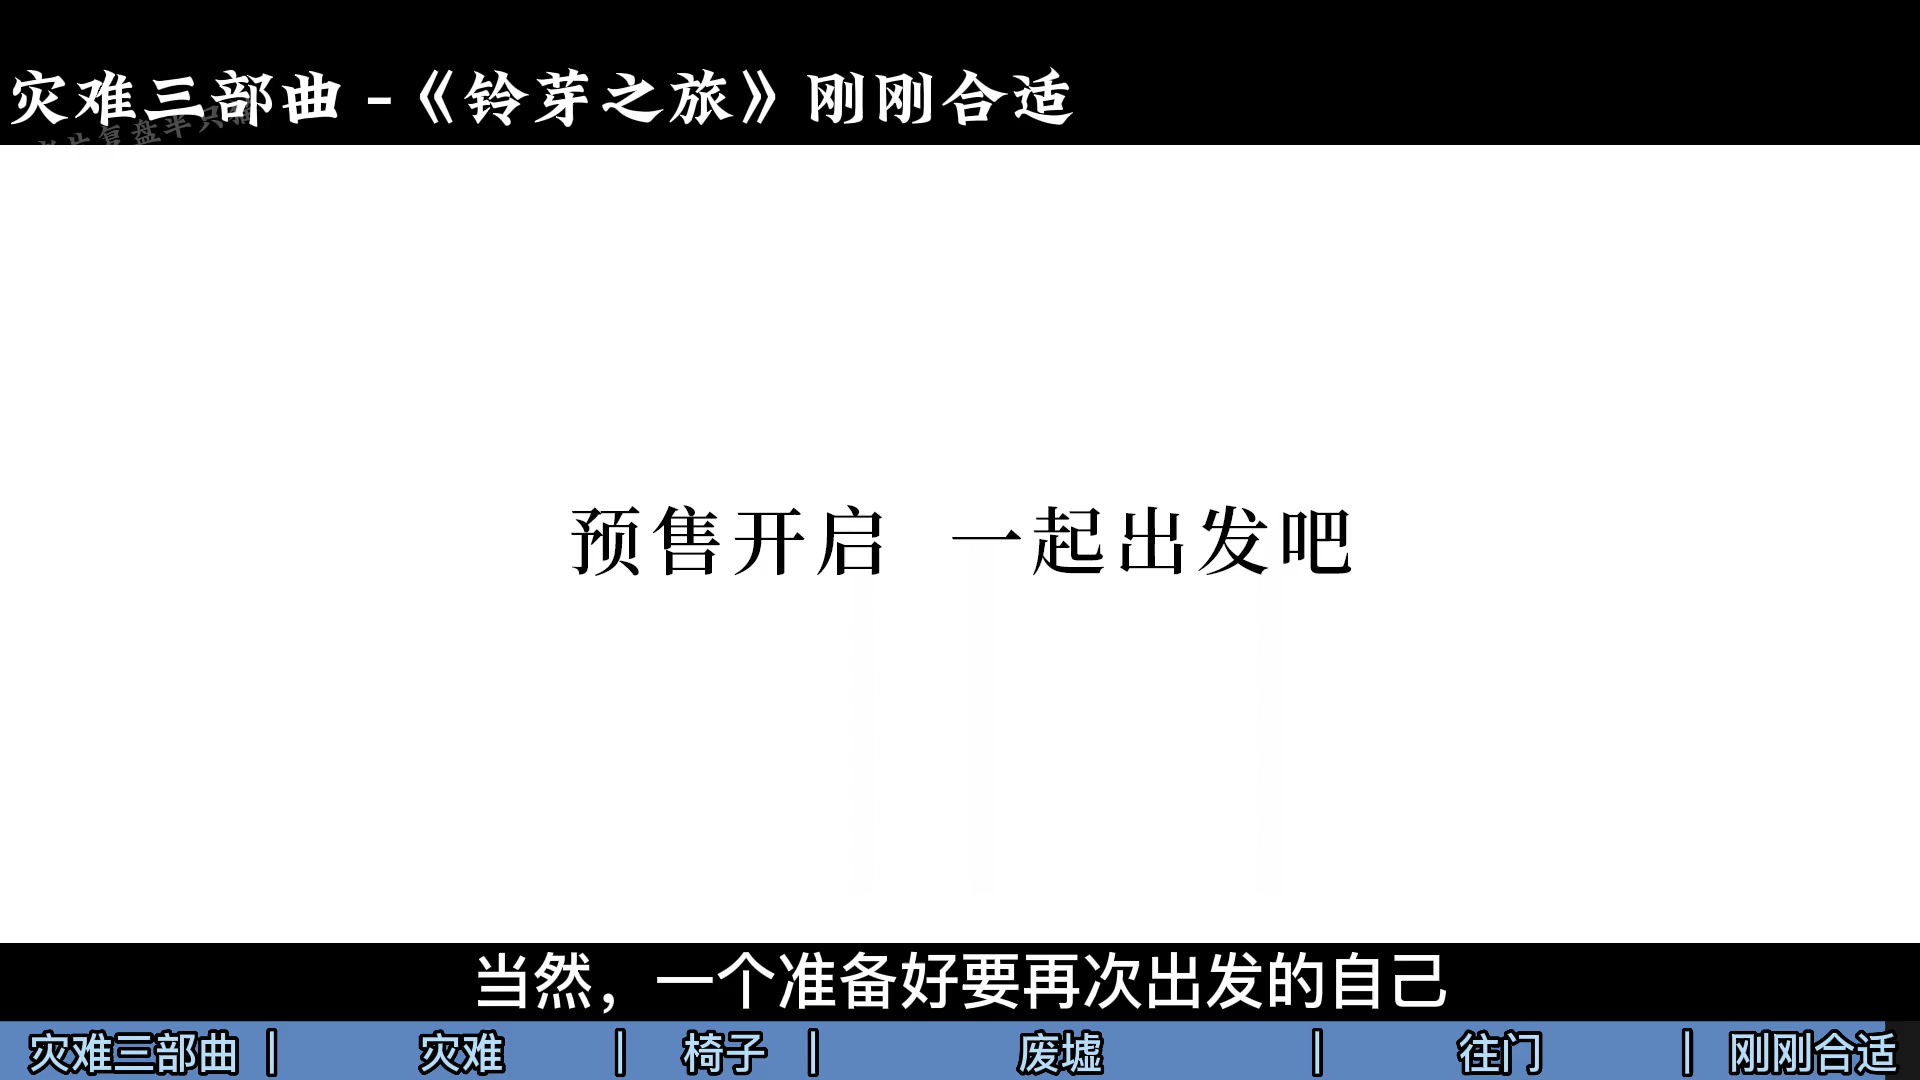 灾难三部曲 -《铃芽之旅》刚刚合适
预售开启 一起出发吧
当然，一个准备好要再次出发的自己
灾难三部曲 | 灾难 | 椅子 | 废墟 | 往门 | 刚刚合适